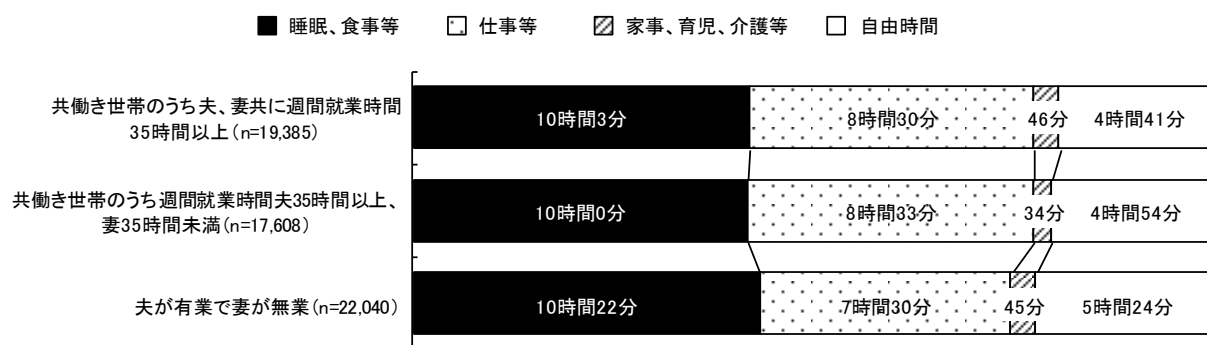 睡眠、食事等 仕事等 家事、育児、介護等 自由時間
共働き世帯のうち夫、妻共に週間就業時間
35時間以上(n=19,385)
10時間3分 8時間30分 46分 4時間41分
共働き世帯のうち週間就業時間夫35時間以上、
妻35時間未満(n=17,608)
10時間0分 8時間33分 34分 4時間54分
夫が有業で妻が無業(n=22,040)
10時間22分 7時間30分 45分 5時間24分